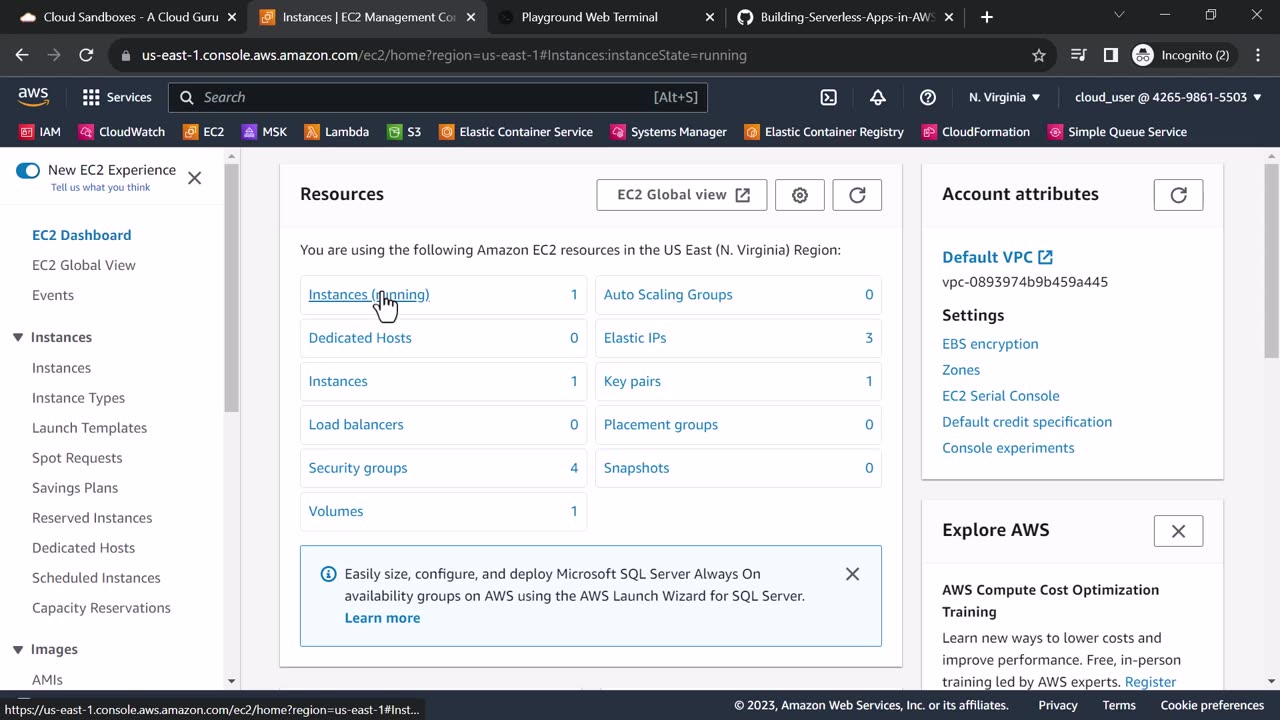 Cloud Sandboxes - A Cloud Guru
Instances | EC2 Management Co
Playground Web Terminal
Building-Serverless-Apps-in-AWS
us-east-1.console.aws.amazon.com/ec2/home?region=us-east-1#Instances:instanceState=running
Incognito (2)
aws
Services
Search
[Alt+S]
N. Virginia
cloud_user @ 4265-9861-5503
IAM
CloudWatch
EC2
MSK
Lambda
S3
Elastic Container Service
Systems Manager
Elastic Container Registry
CloudFormation
Simple Queue Service
New EC2 Experience
Tell us what you think
EC2 Dashboard
EC2 Global View
Events
Instances
Instances
Instance Types
Launch Templates
Spot Requests
Savings Plans
Reserved Instances
Dedicated Hosts
Scheduled Instances
Capacity Reservations
Images
AMIs
Resources
EC2 Global view
You are using the following Amazon EC2 resources in the US East (N. Virginia) Region:
Instances (running) 1
Auto Scaling Groups 0
Dedicated Hosts 0
Elastic IPs 3
Instances 1
Key pairs 1
Load balancers 0
Placement groups 0
Security groups 4
Snapshots 0
Volumes 1
Easily size, configure, and deploy Microsoft SQL Server Always On
availability groups on AWS using the AWS Launch Wizard for SQL Server.
Learn more
Account attributes
Default VPC
vpc-0893974b9b459a445
Settings
EBS encryption
Zones
EC2 Serial Console
Default credit specification
Console experiments
Explore AWS
AWS Compute Cost Optimization
Training
Learn new ways to lower costs and
improve performance. Free, in-person
training led by AWS experts. Register
https://us-east-1.console.aws.amazon.com/ec2/home?region=us-east-1#Inst...
© 2023, Amazon Web Services, Inc. or its affiliates.
Privacy
Terms
Cookie preferences